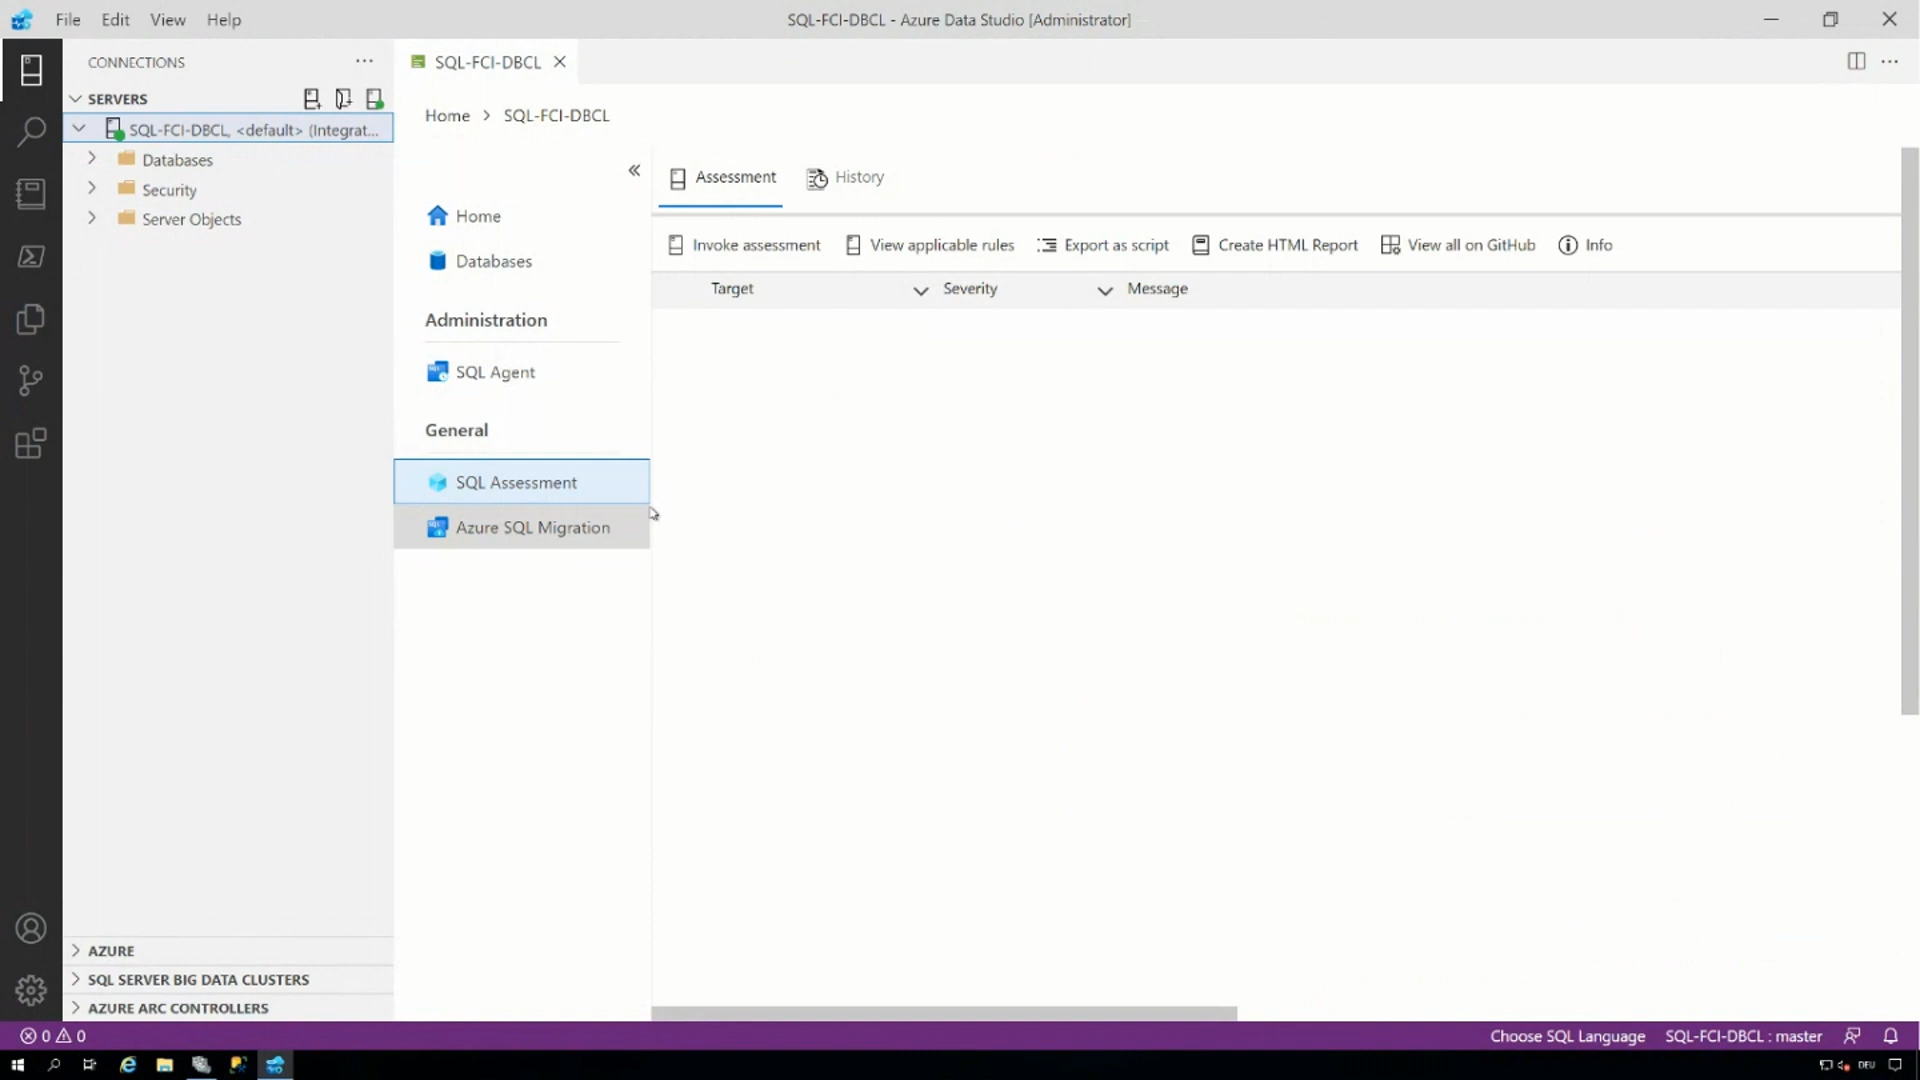 File Edit View Help
SQL-FCI-DBCL - Azure Data Studio [Administrator]
CONNECTIONS
SERVERS
SQL-FCI-DBCL, <default> (Integrat...
Databases
Security
Server Objects
AZURE
SQL SERVER BIG DATA CLUSTERS
AZURE ARC CONTROLLERS
SQL-FCI-DBCL
Home > SQL-FCI-DBCL
Home
Databases
Administration
SQL Agent
General
SQL Assessment
Azure SQL Migration
Assessment History
Invoke assessment View applicable rules Export as script Create HTML Report View all on GitHub Info
Target Severity Message
0 0
Choose SQL Language SQL-FCI-DBCL : master
DEU